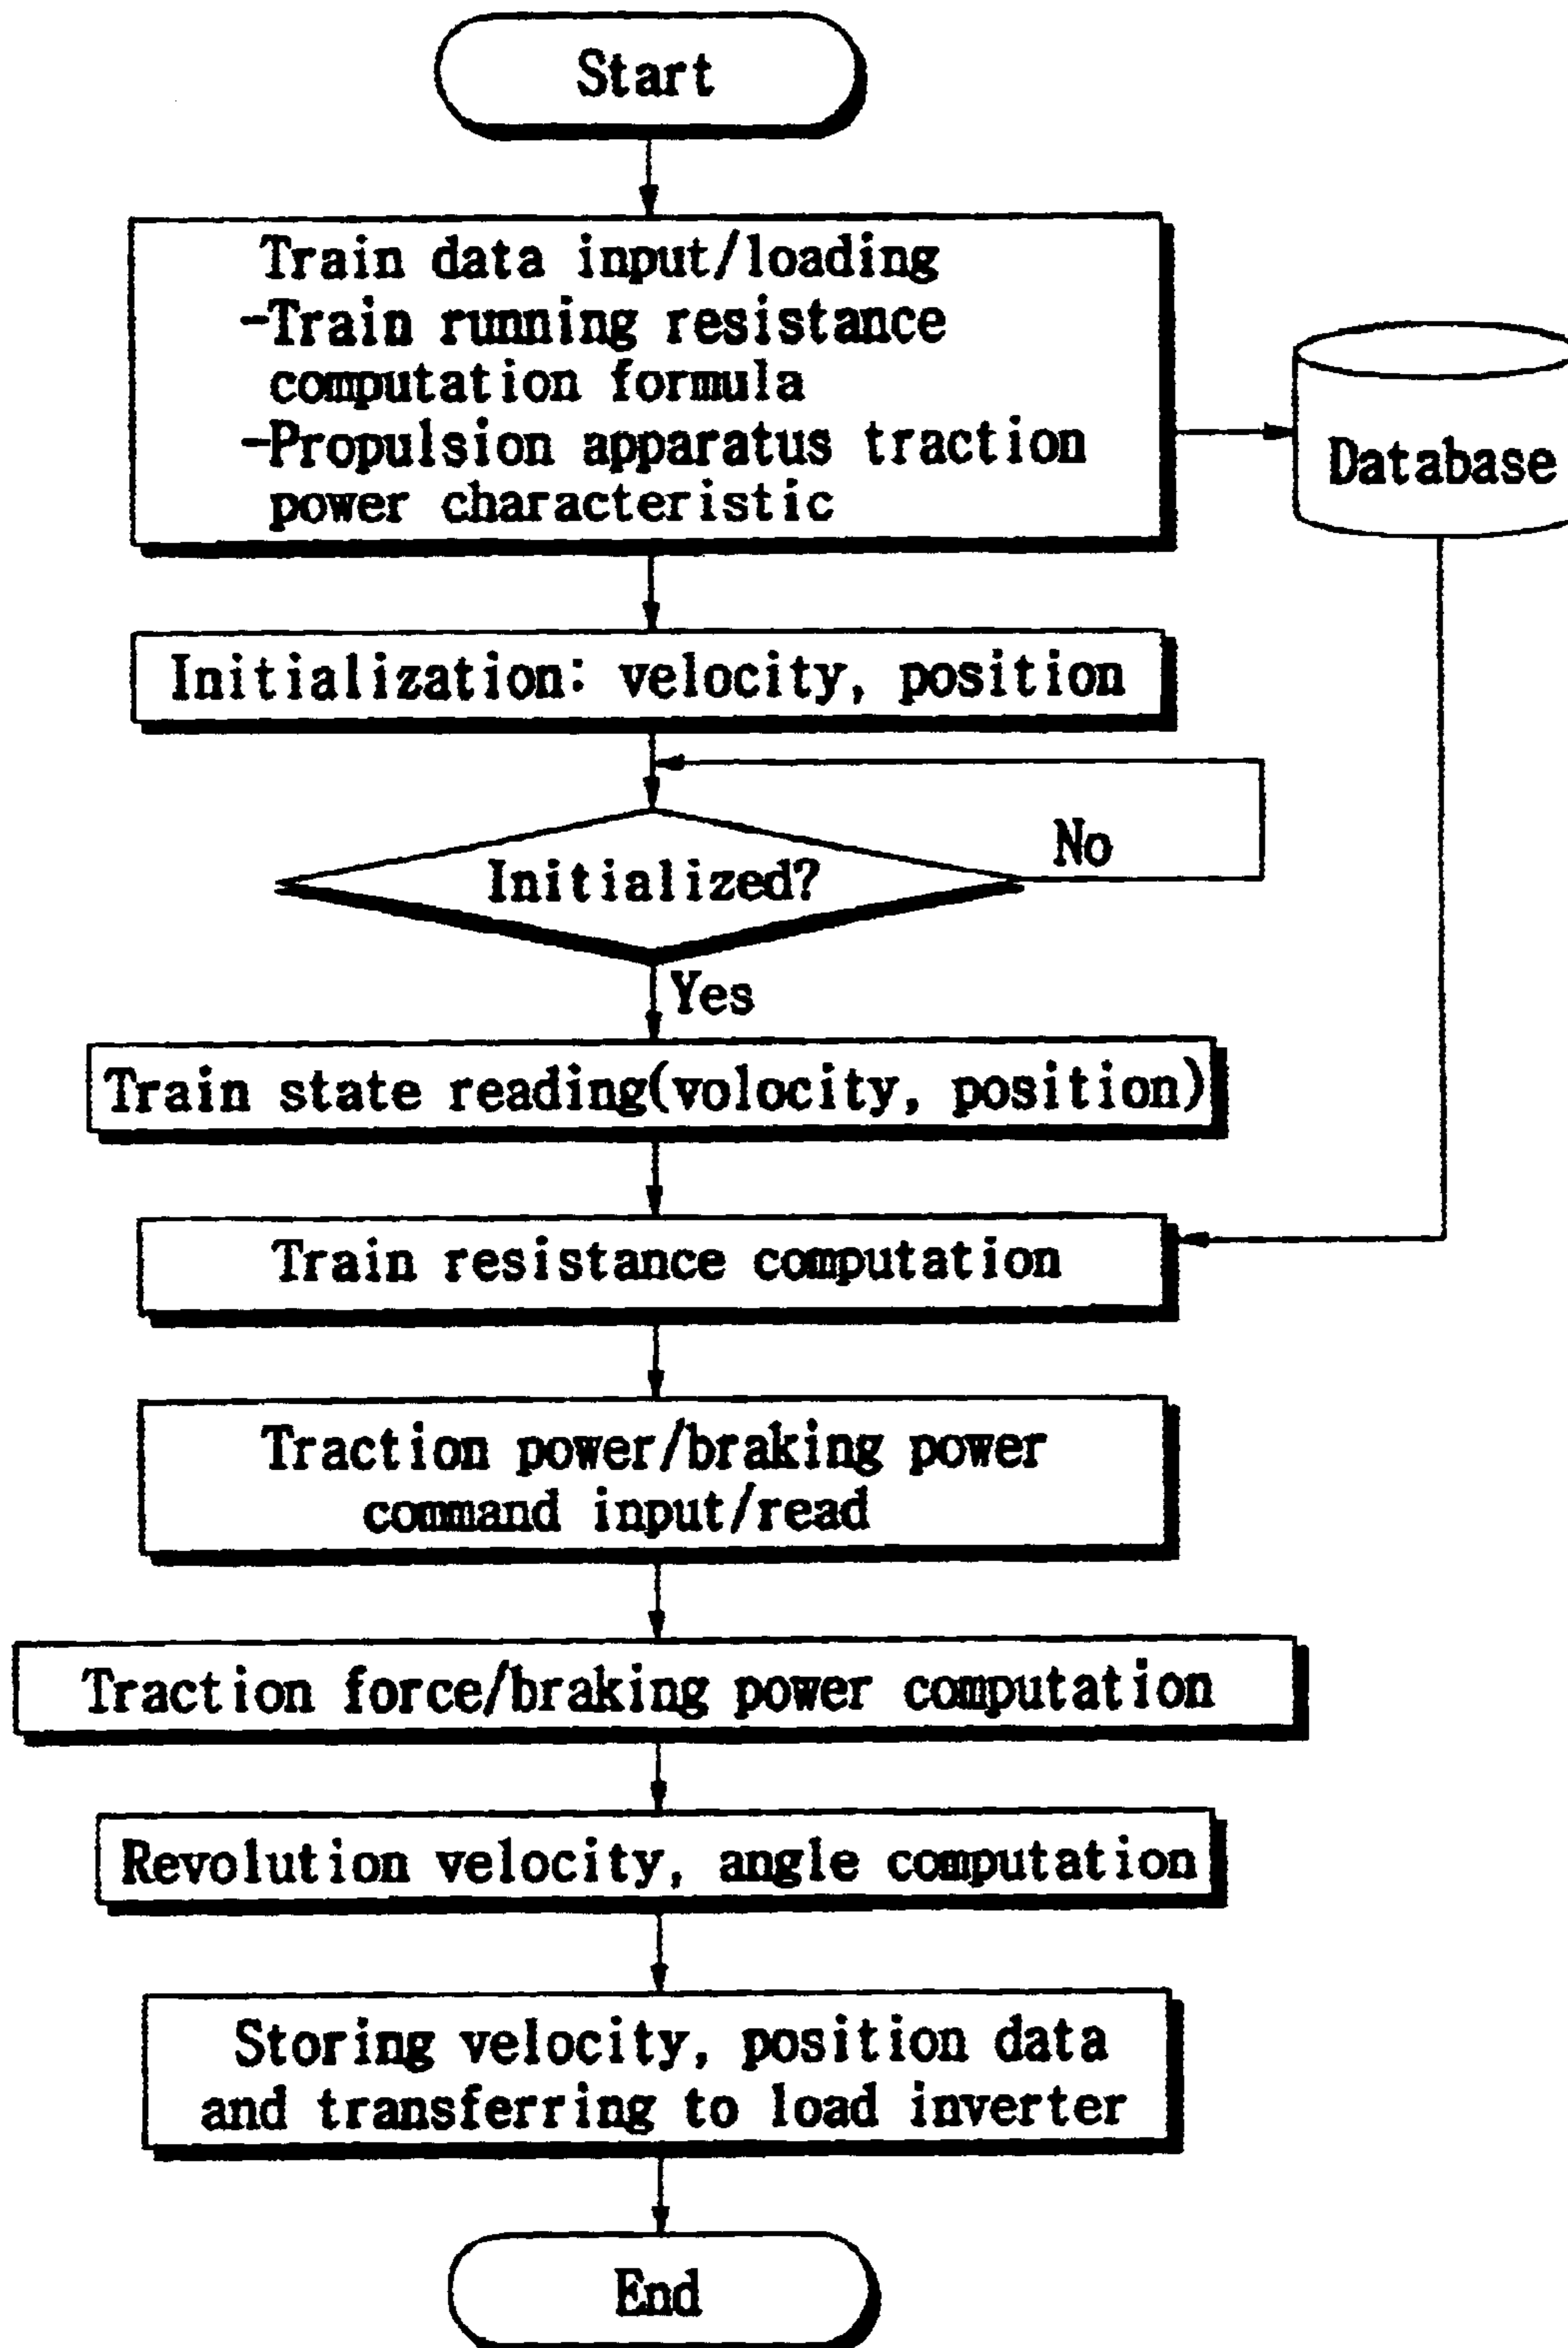 Start
Train data input/loading
-Train running resistance
computation formula
-Propulsion apparatus traction
power characteristic
Database
Initialization: velocity, position
Initialized?
No
Yes
Train state reading(volocity, position)
Train resistance computation
Traction power/braking power
command input/read
Traction force/braking power computation
Revolution velocity, angle computation
Storing velocity, position data
and transferring to load inverter
End